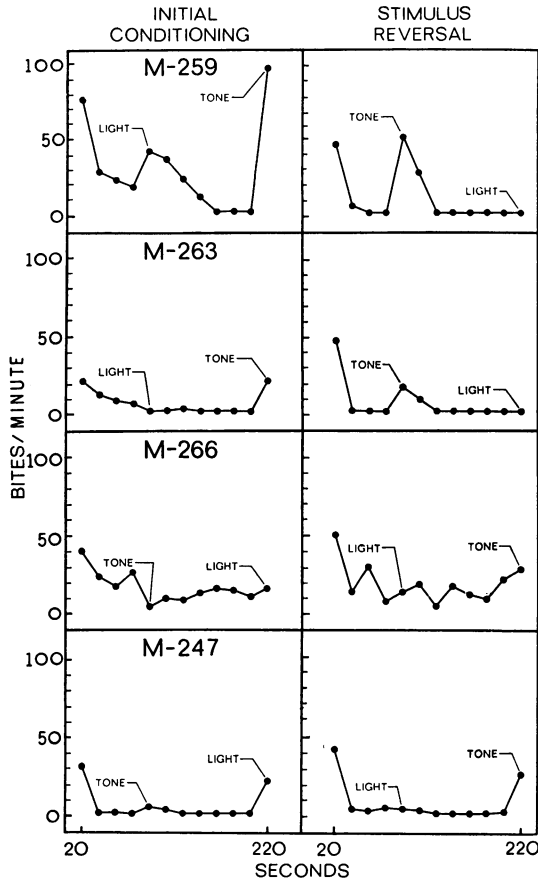 INITIAL CONDITIONING
STIMULUS REVERSAL
BITES/MINUTE
M-259
100
50
0
LIGHT
TONE
TONE
LIGHT
M-263
100
50
0
LIGHT
TONE
TONE
LIGHT
M-266
100
50
0
TONE
LIGHT
LIGHT
TONE
M-247
100
50
0
TONE
LIGHT
LIGHT
TONE
20
220
20
220
SECONDS